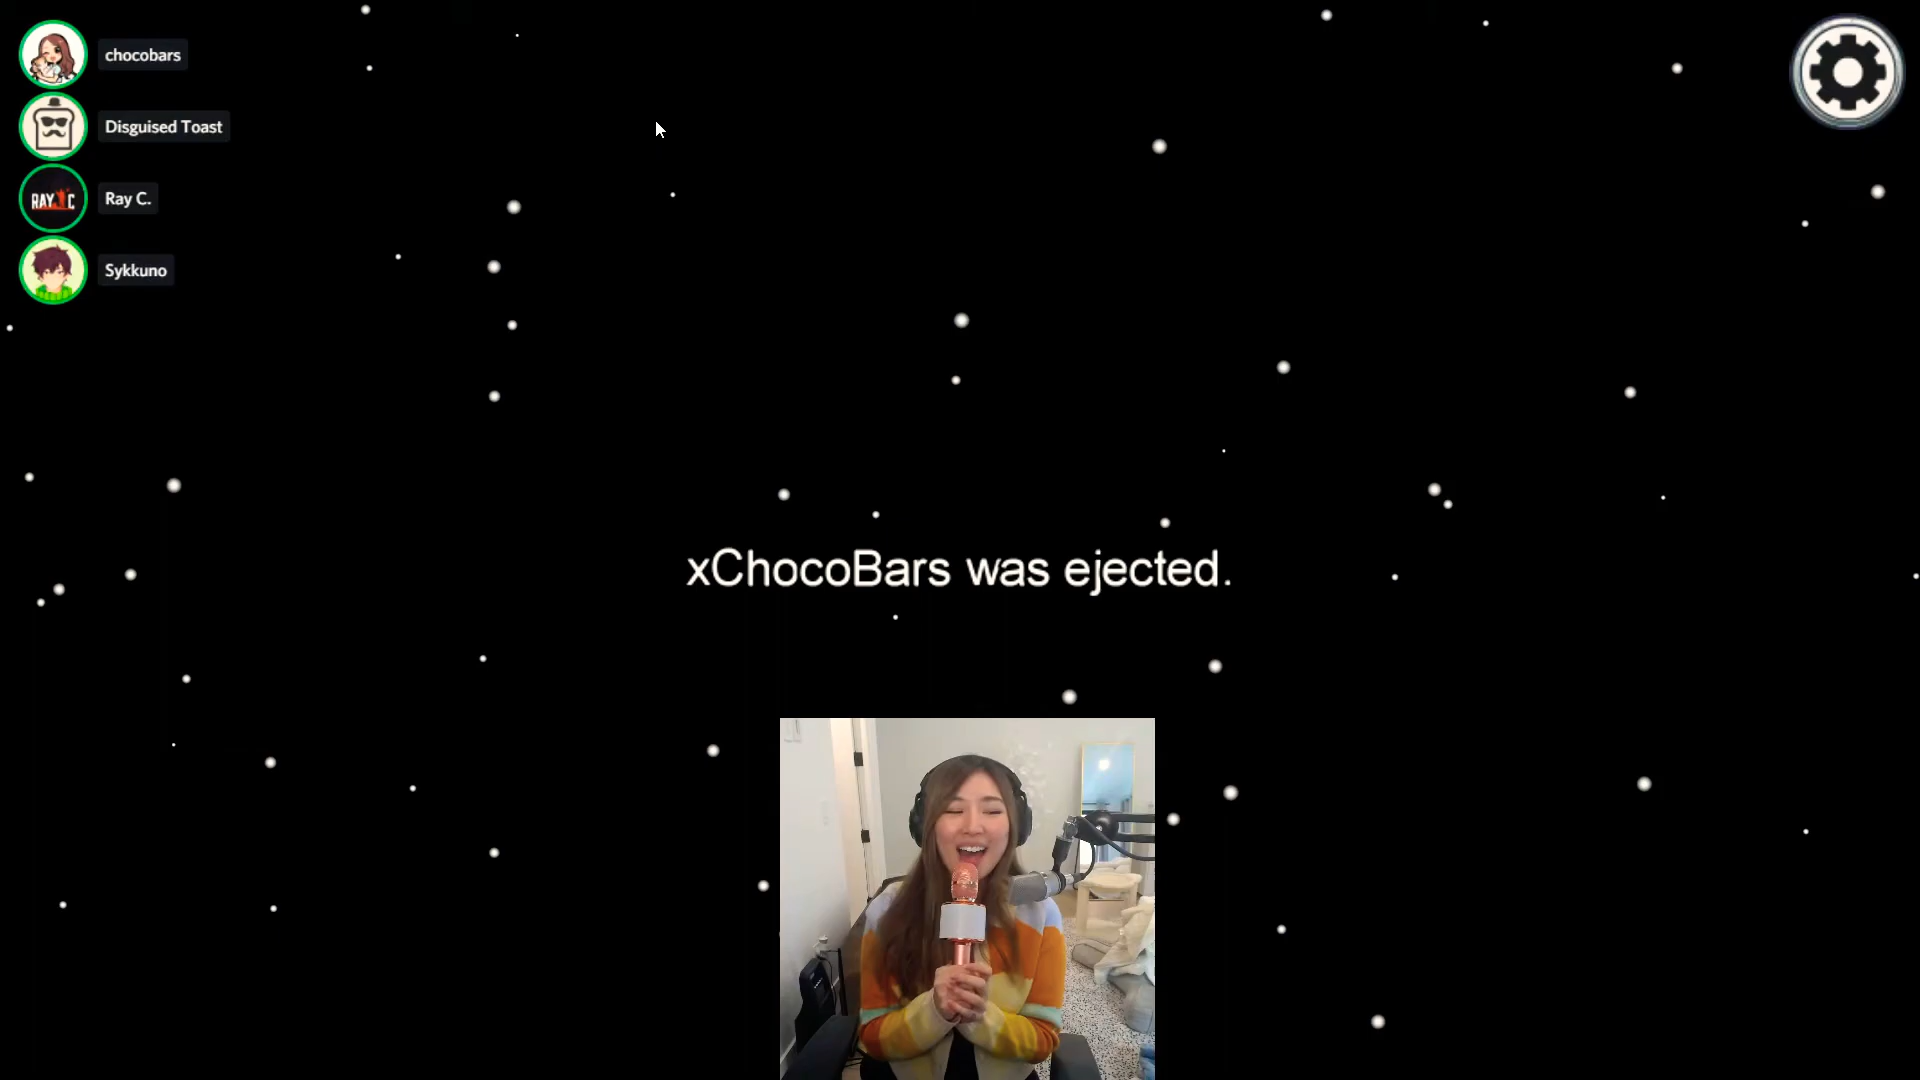 chocobars
Disguised Toast
RAY C
Ray C.
Sykkuno
xChocoBars was ejected.